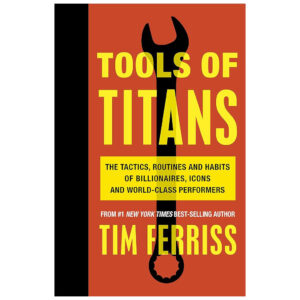 TOOLS OF
TITANS
THE TACTICS, ROUTINES AND HABITS
OF BILLIONAIRES, ICONS
AND WORLD-CLASS PERFORMERS
FROM #1 NEW YORK TIMES BEST-SELLING AUTHOR
TIM FERRISS